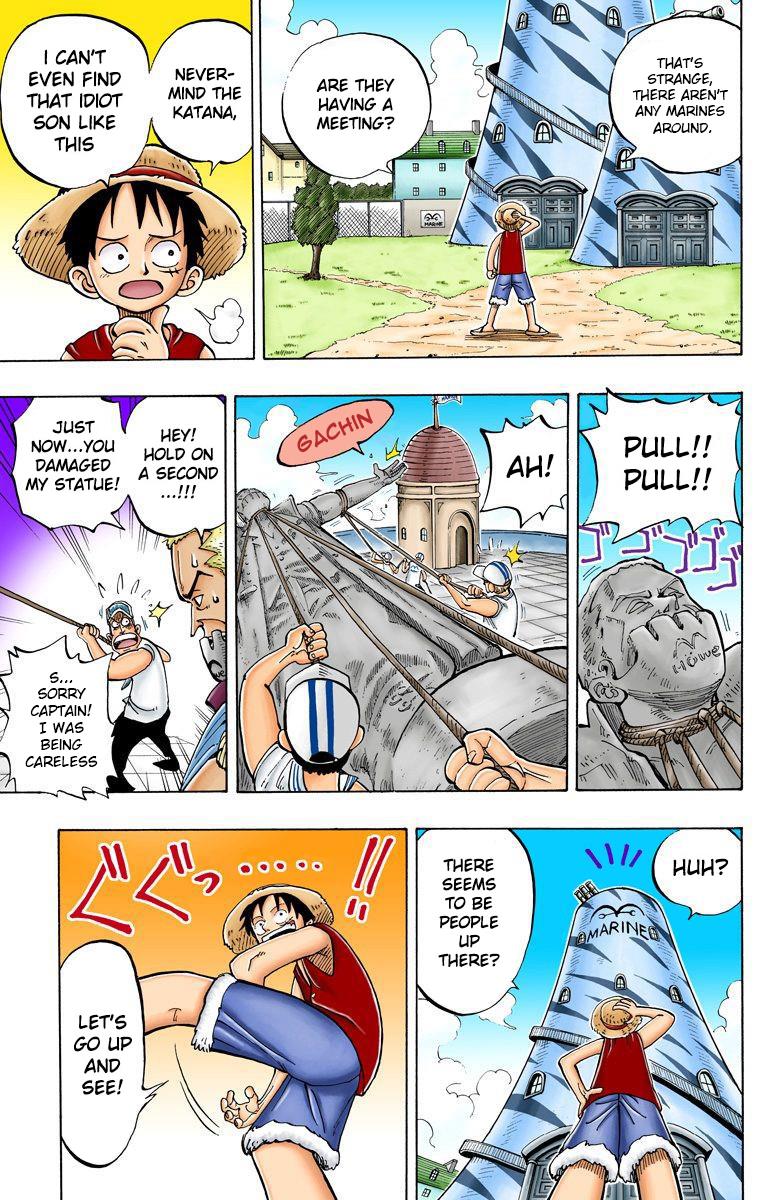 THAT'S
STRANGE,
THERE AREN'T
ANY MARINES
AROUND.
ARE THEY
HAVING A
MEETING?
MARINE
NEVER-
MIND THE
KATANA,
I CAN'T
EVEN FIND
THAT IDIOT
SON LIKE
THIS
PULL!!
PULL!!
ゴゴゴゴゴ
AH!
GACHIN
HEY!
HOLD ON
A SECOND
...!!!
JUST
NOW...YOU
DAMAGED
MY STATUE!
S...
SORRY
CAPTAIN!
I WAS
BEING
CARELESS
HUH?
THERE
SEEMS
TO BE
PEOPLE
UP
THERE?
MARINE
ぐぐっ.....!!
LET'S
GO UP
AND
SEE!